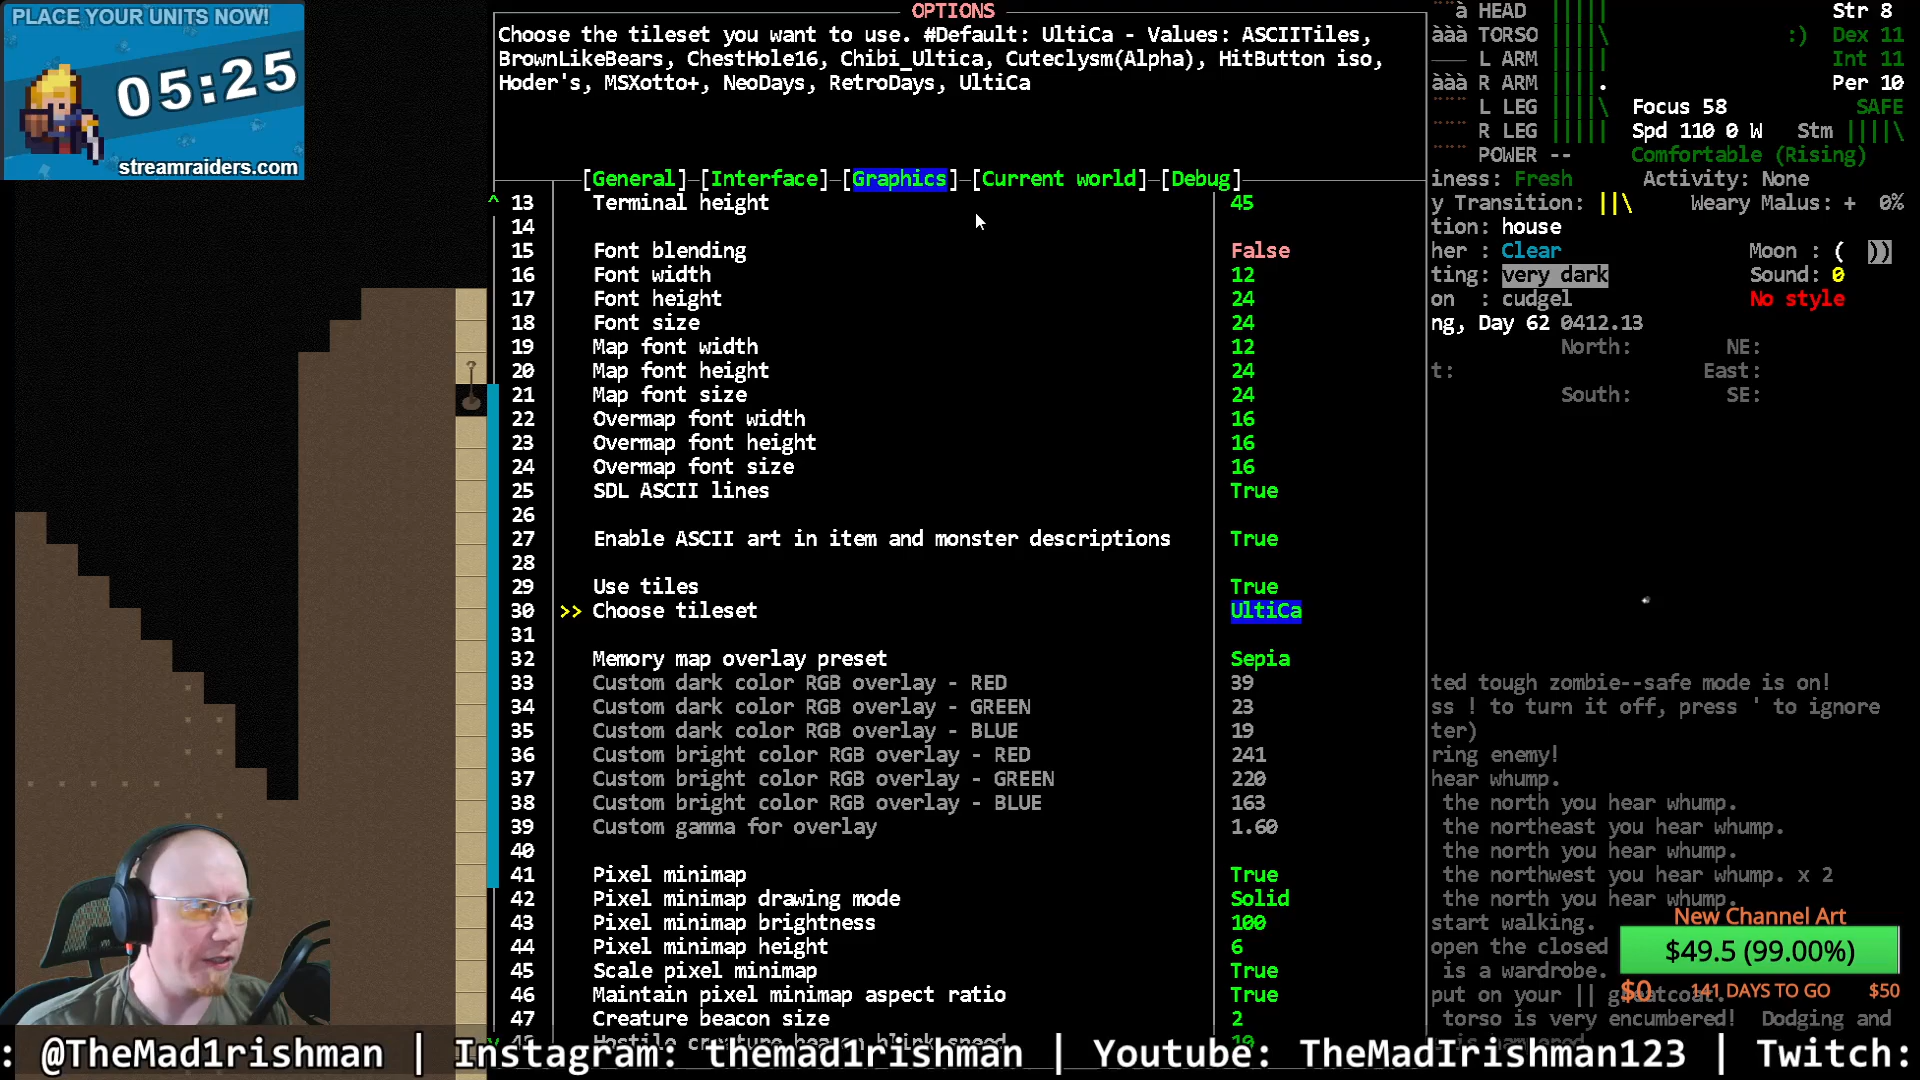 PLACE YOUR UNITS NOW!
05:25
streamraiders.com
OPTIONS
Choose the tileset you want to use. #Default: UltiCa - Values: ASCIITiles,
BrownLikeBears, ChestHole16, Chibi_Ultica, Cuteclysm(Alpha), HitButton iso,
Hoder's, MSXotto+, NeoDays, RetroDays, UltiCa
[General]-[Interface]-[Graphics]-[Current world]-[Debug]
^ 13 Terminal height 45
14
15 Font blending False
16 Font width 12
17 Font height 24
18 Font size 24
19 Map font width 12
20 Map font height 24
21 Map font size 24
22 Overmap font width 16
23 Overmap font height 16
24 Overmap font size 16
25 SDL ASCII lines True
26
27 Enable ASCII art in item and monster descriptions True
28
29 Use tiles True
30 >> Choose tileset UltiCa
31
32 Memory map overlay preset Sepia
33 Custom dark color RGB overlay - RED 39
34 Custom dark color RGB overlay - GREEN 23
35 Custom dark color RGB overlay - BLUE 19
36 Custom bright color RGB overlay - RED 241
37 Custom bright color RGB overlay - GREEN 220
38 Custom bright color RGB overlay - BLUE 163
39 Custom gamma for overlay 1.60
40
41 Pixel minimap True
42 Pixel minimap drawing mode Solid
43 Pixel minimap brightness 100
44 Pixel minimap height 6
45 Scale pixel minimap True
46 Maintain pixel minimap aspect ratio True
47 Creature beacon size 2
¨¨à HEAD ||||| Str 8
ààà TORSO ||||\ :) Dex 11
—— L ARM ||||| Int 11
ààà R ARM ||||. Per 10
¨¨¨ L LEG ||||\ Focus 58 SAFE
¨¨¨ R LEG ||||| Spd 110 0 W Stm ||||\
¨¨¨ POWER -- Comfortable (Rising)
iness: Fresh Activity: None
y Transition: ||\ Weary Malus: + 0%
tion: house
her : Clear Moon : ( ))
ting: very dark Sound: 0
on : cudgel No style
ng, Day 62 0412.13
North: NE:
t: East:
South: SE:
ted tough zombie--safe mode is on!
ss ! to turn it off, press ' to ignore
ter)
ring enemy!
hear whump.
the north you hear whump.
the northeast you hear whump.
the north you hear whump.
the northwest you hear whump. x 2
the north you hear whump.
start walking.
open the closed
is a wardrobe.
put on your || greatcoat.
torso is very encumbered! Dodging and
New Channel Art
$49.5 (99.00%)
$0 141 DAYS TO GO $50
: @TheMad1rishman | Instagram: themad1rishman | Youtube: TheMadIrishman123 | Twitch: